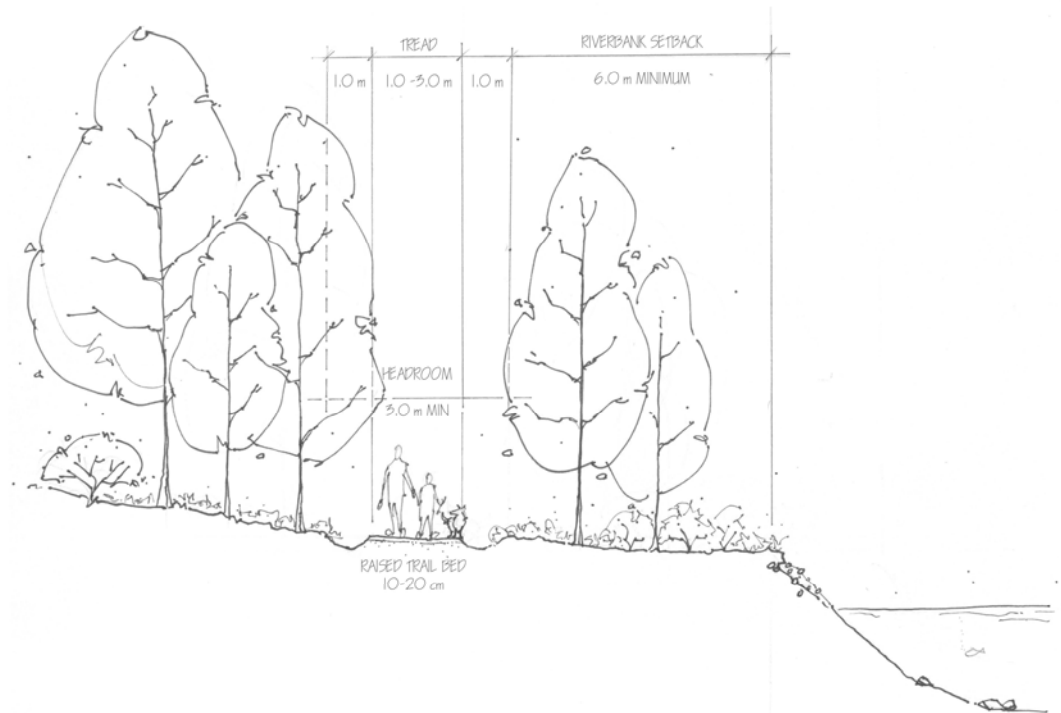 TREAD
RIVERBANK SETBACK
1.0 m
1.0 -3.0 m
1.0 m
6.0 m MINIMUM
HEADROOM
3.0 m MIN
RAISED TRAIL BED
10-20 cm